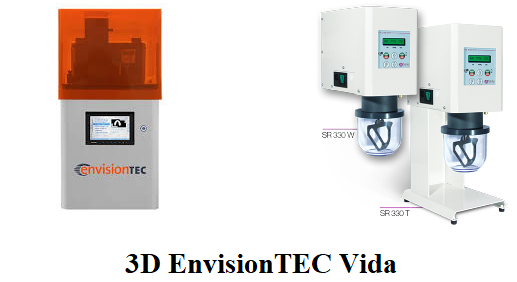 envisionTEC
SR 330 W
SR 330 T
3D EnvisionTEC Vida